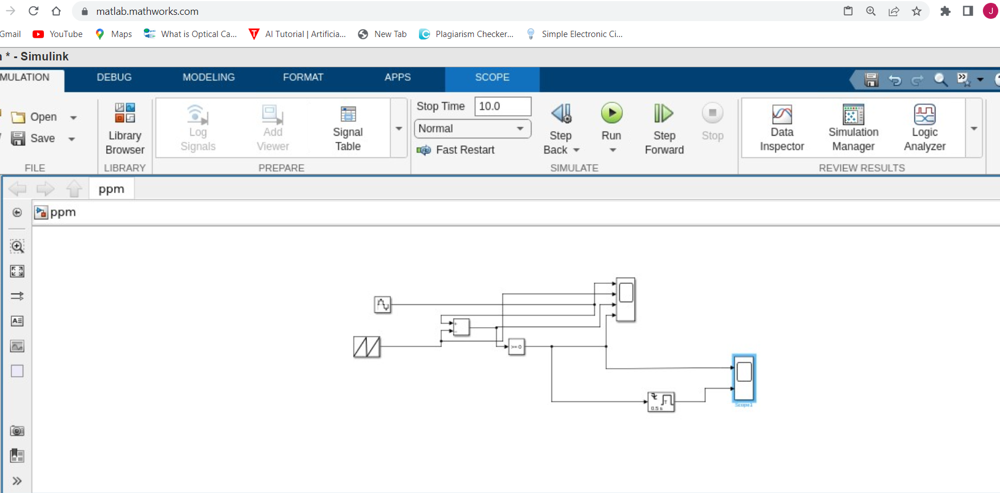 matlab.mathworks.com
J
Gmail YouTube Maps What is Optical Ca... AI Tutorial | Artificia... New Tab Plagiarism Checker... Simple Electronic Ci...
* - Simulink
MULATION DEBUG MODELING FORMAT APPS SCOPE
Open
Save
FILE
Library
Browser
LIBRARY
Log
Signals
Add
Viewer
Signal
Table
PREPARE
Stop Time 10.0
Normal
Fast Restart
Step
Back
Run
Step
Forward
Stop
SIMULATE
Data
Inspector
Simulation
Manager
Logic
Analyzer
REVIEW RESULTS
ppm
ppm
+
−
>= 0
T
0.5 s
Scope1